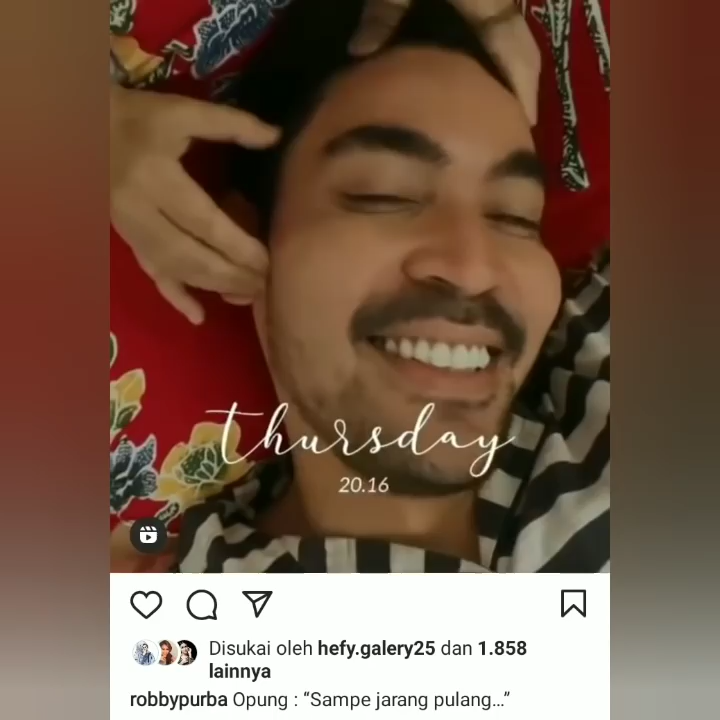 thursday
20.16
Disukai oleh hefy.galery25 dan 1.858
lainnya
robbypurba Opung : “Sampe jarang pulang...”